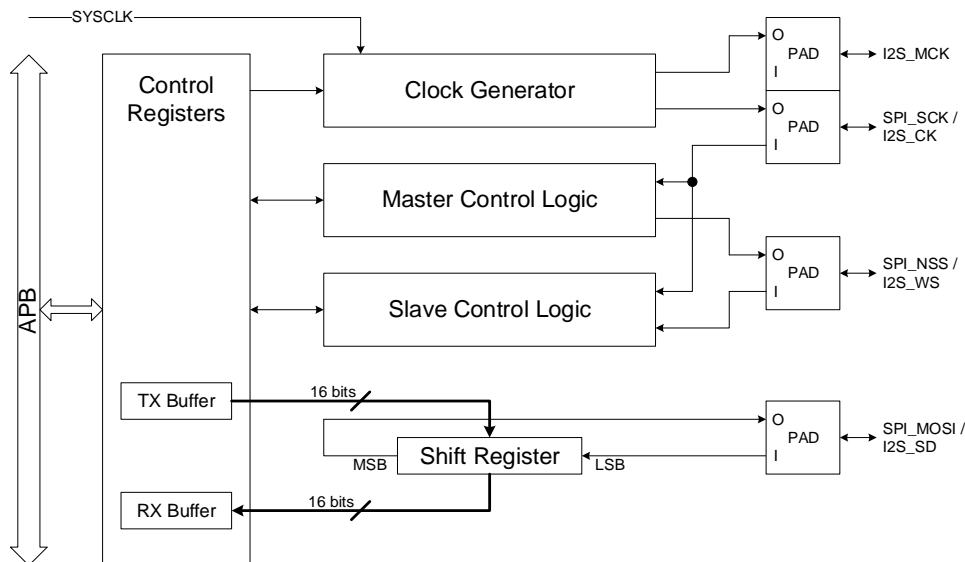 SYSCLK
Control
Registers
Clock Generator
O
PAD
I
I2S_MCK
O
PAD
I
SPI_SCK /
I2S_CK
Master Control Logic
O
PAD
I
SPI_NSS /
I2S_WS
APB
Slave Control Logic
TX Buffer
16 bits
O
PAD
I
SPI_MOSI /
I2S_SD
MSB
Shift Register
LSB
RX Buffer
16 bits